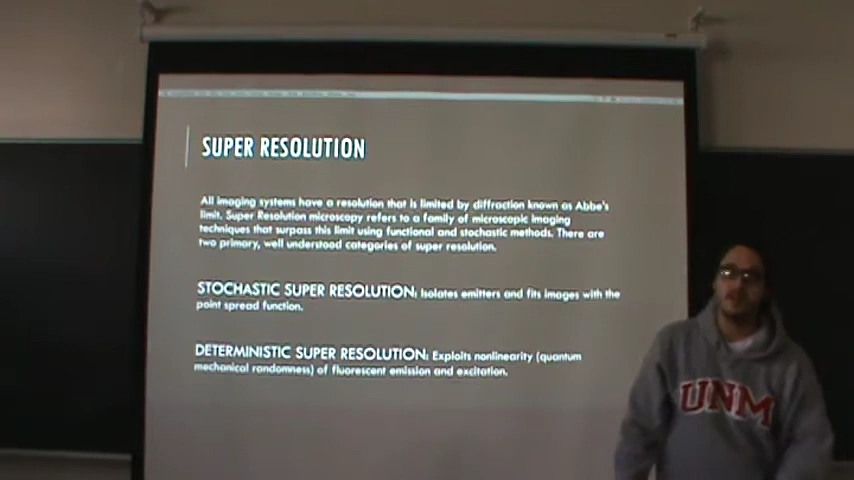 SUPER RESOLUTION
All imaging systems have a resolution that is limited by diffraction known as Abbe's
limit. Super Resolution microscopy refers to a family of microscopic imaging
techniques that surpass this limit using functional and stochastic methods. There are
two primary, well understood categories of super resolution.
STOCHASTIC SUPER RESOLUTION: Isolates emitters and fits images with the
point spread function.
DETERMINISTIC SUPER RESOLUTION: Exploits nonlinearity (quantum
mechanical randomness) of fluorescent emission and excitation.
UNM